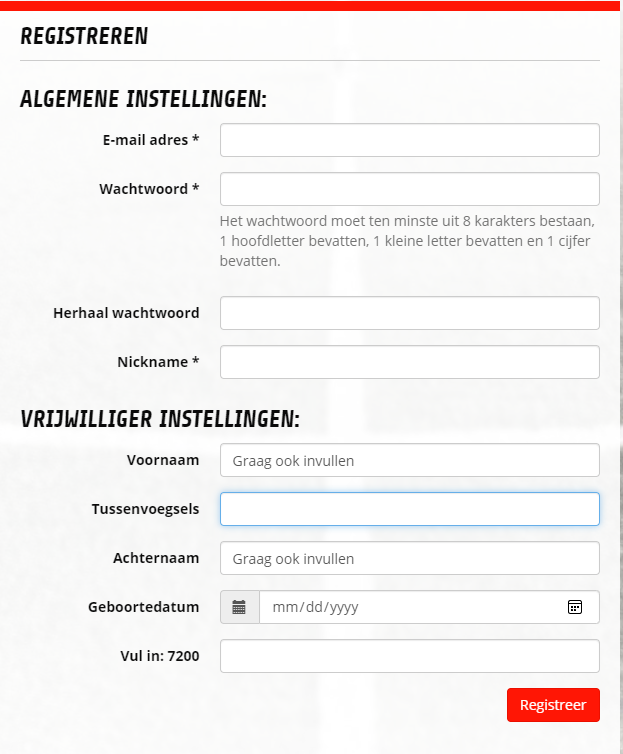 REGISTREREN
ALGEMENE INSTELLINGEN:
E-mail adres *
Wachtwoord *
Het wachtwoord moet ten minste uit 8 karakters bestaan,
1 hoofdletter bevatten, 1 kleine letter bevatten en 1 cijfer
bevatten.
Herhaal wachtwoord
Nickname *
VRIJWILLIGER INSTELLINGEN:
Voornaam Graag ook invullen
Tussenvoegsels
Achternaam Graag ook invullen
Geboortedatum mm/dd/yyyy
Vul in: 7200
Registreer